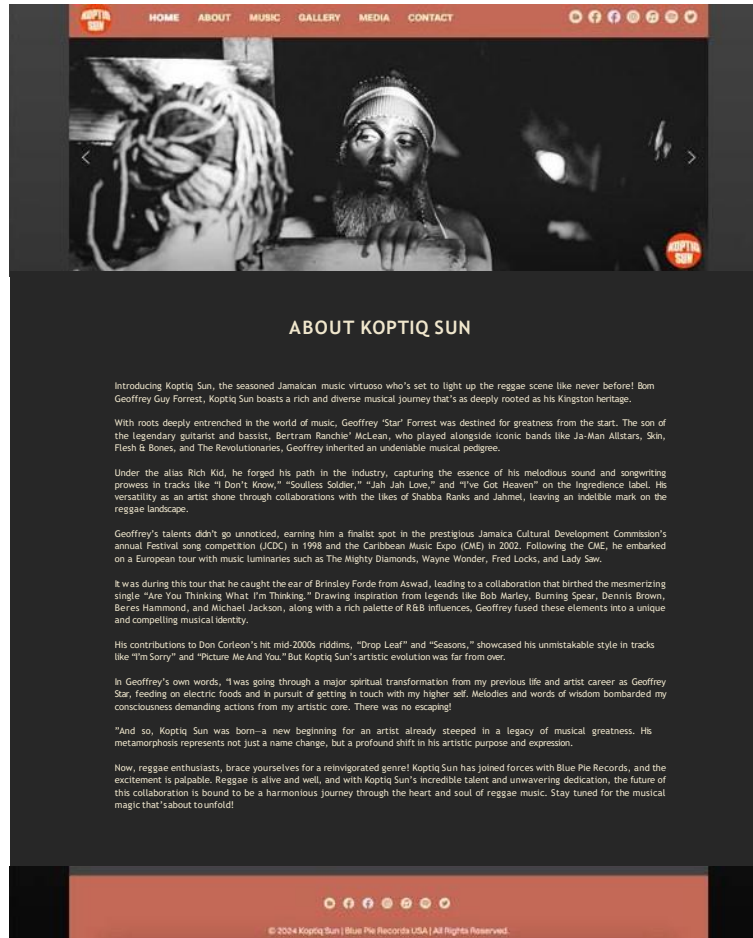 KOPTIQ
SUN
HOME ABOUT MUSIC GALLERY MEDIA CONTACT
KOPTIQ
SUN
ABOUT KOPTIQ SUN
Introducing Koptiq Sun, the seasoned Jamaican music virtuoso who's set to light up the reggae scene like never before! Born
Geoffrey Guy Forrest, Koptiq Sun boasts a rich and diverse musical journey that's as deeply rooted as his Kingston heritage.
With roots deeply entrenched in the world of music, Geoffrey ‘Star’ Forrest was destined for greatness from the start. The son of
the legendary guitarist and bassist, Bertram Ranchie’ McLean, who played alongside iconic bands like Ja-Man Allstars, Skin,
Flesh & Bones, and The Revolutionaries, Geoffrey inherited an undeniable musical pedigree.
Under the alias Rich Kid, he forged his path in the industry, capturing the essence of his melodious sound and songwriting
prowess in tracks like “I Don’t Know,” “Soulless Soldier,” “Jah Jah Love,” and “I’ve Got Heaven” on the Ingredience label. His
versatility as an artist shone through collaborations with the likes of Shabba Ranks and Jahmel, leaving an indelible mark on the
reggae landscape.
Geoffrey’s talents didn’t go unnoticed, earning him a finalist spot in the prestigious Jamaica Cultural Development Commission’s
annual Festival song competition (JCDC) in 1998 and the Caribbean Music Expo (CME) in 2002. Following the CME, he embarked
on a European tour with music luminaries such as The Mighty Diamonds, Wayne Wonder, Fred Locks, and Lady Saw.
It was during this tour that he caught the ear of Brinsley Forde from Aswad, leading to a collaboration that birthed the mesmerizing
single “Are You Thinking What I’m Thinking.” Drawing inspiration from legends like Bob Marley, Burning Spear, Dennis Brown,
Beres Hammond, and Michael Jackson, along with a rich palette of R&B influences, Geoffrey fused these elements into a unique
and compelling musical identity.
His contributions to Don Corleon’s hit mid-2000s riddims, “Drop Leaf” and “Seasons,” showcased his unmistakable style in tracks
like “I’m Sorry” and “Picture Me And You.” But Koptiq Sun’s artistic evolution was far from over.
In Geoffrey’s own words, “I was going through a major spiritual transformation from my previous life and artist career as Geoffrey
Star, feeding on electric foods and in pursuit of getting in touch with my higher self. Melodies and words of wisdom bombarded my
consciousness demanding actions from my artistic core. There was no escaping!
”And so, Koptiq Sun was born—a new beginning for an artist already steeped in a legacy of musical greatness. His
metamorphosis represents not just a name change, but a profound shift in his artistic purpose and expression.
Now, reggae enthusiasts, brace yourselves for a reinvigorated genre! Koptiq Sun has joined forces with Blue Pie Records, and the
excitement is palpable. Reggae is alive and well, and with Koptiq Sun’s incredible talent and unwavering dedication, the future of
this collaboration is bound to be a harmonious journey through the heart and soul of reggae music. Stay tuned for the musical
magic that’s about to unfold!
© 2024 Koptiq Sun | Blue Pie Records USA | All Rights Reserved.